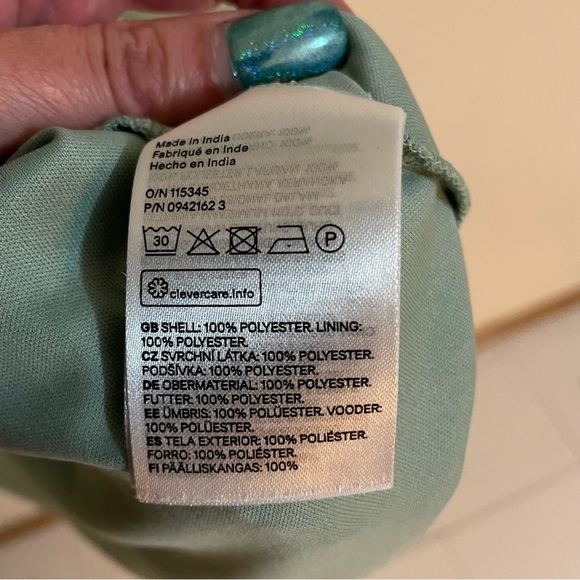 Made in India
Fabriqué en Inde
Hecho en India
O/N 115345
P/N 0942162 3
30
P
clevercare.info
GB SHELL: 100% POLYESTER. LINING:
100% POLYESTER.
CZ SVRCHNÍ LÁTKA: 100% POLYESTER.
PODŠÍVKA: 100% POLYESTER.
DE OBERMATERIAL: 100% POLYESTER.
FUTTER: 100% POLYESTER.
EE ÜMBRIS: 100% POLÜESTER. VOODER:
100% POLÜESTER.
ES TELA EXTERIOR: 100% POLIÉSTER.
FORRO: 100% POLIÉSTER.
FI PÄÄLLISKANGAS: 100%